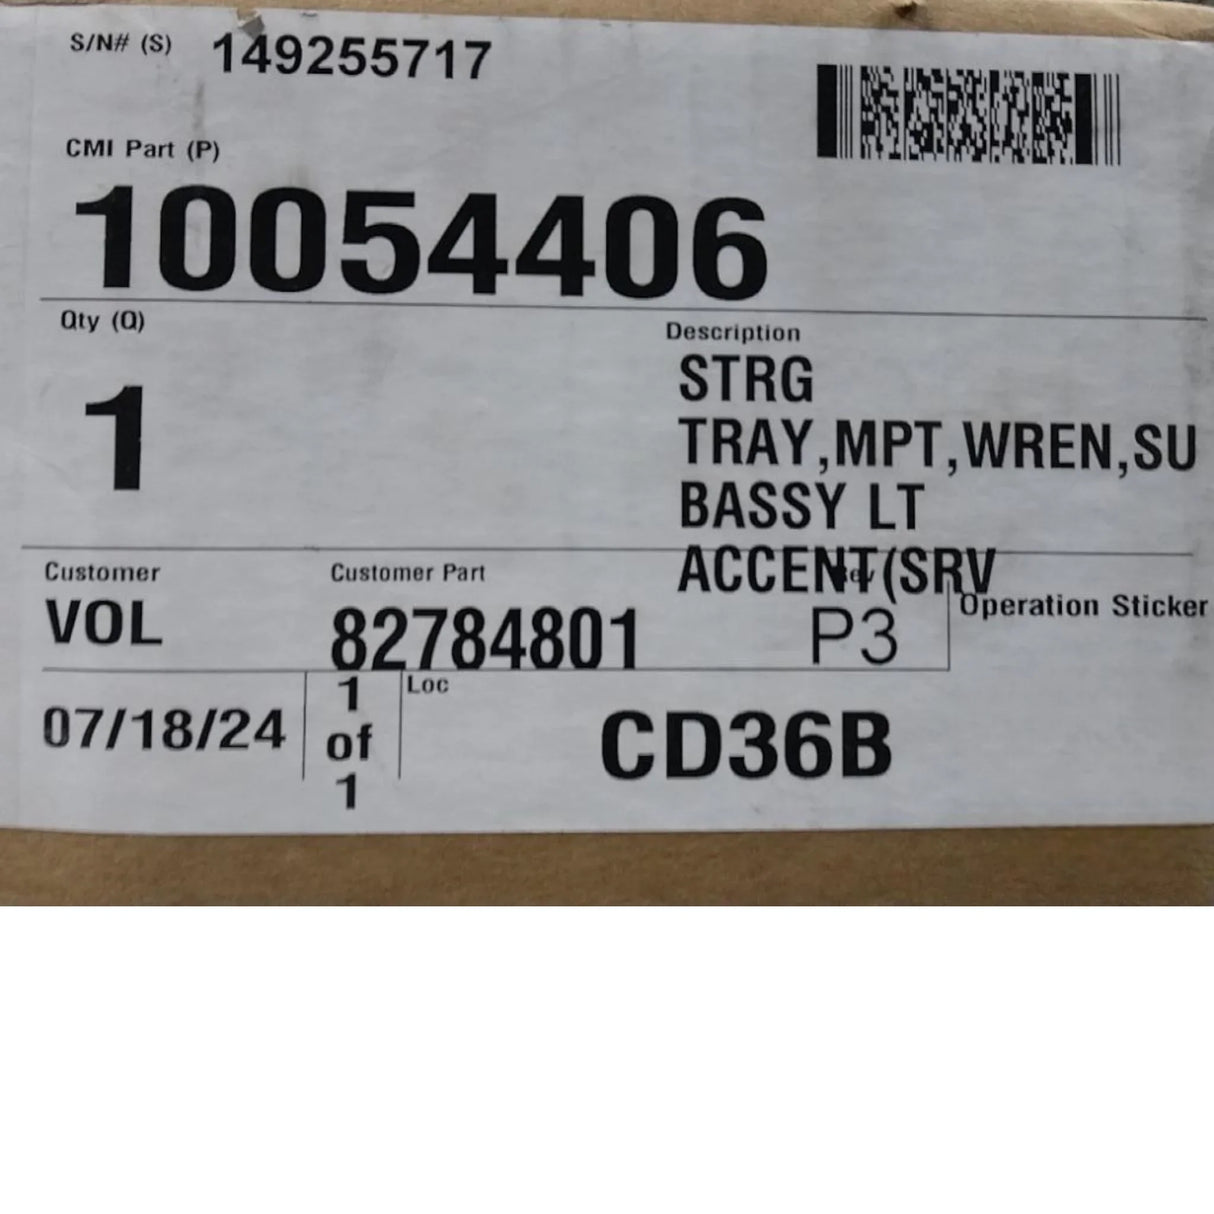 S/N# (S) 149255717
CMI Part (P)
10054406
Qty (Q)
1
Description
STRG
TRAY,MPT,WREN,SU
BASSY LT
ACCENT(SRV
Customer
VOL
Customer Part
82784801
P3
Operation Sticker
07/18/24
1
of
1
Loc
CD36B